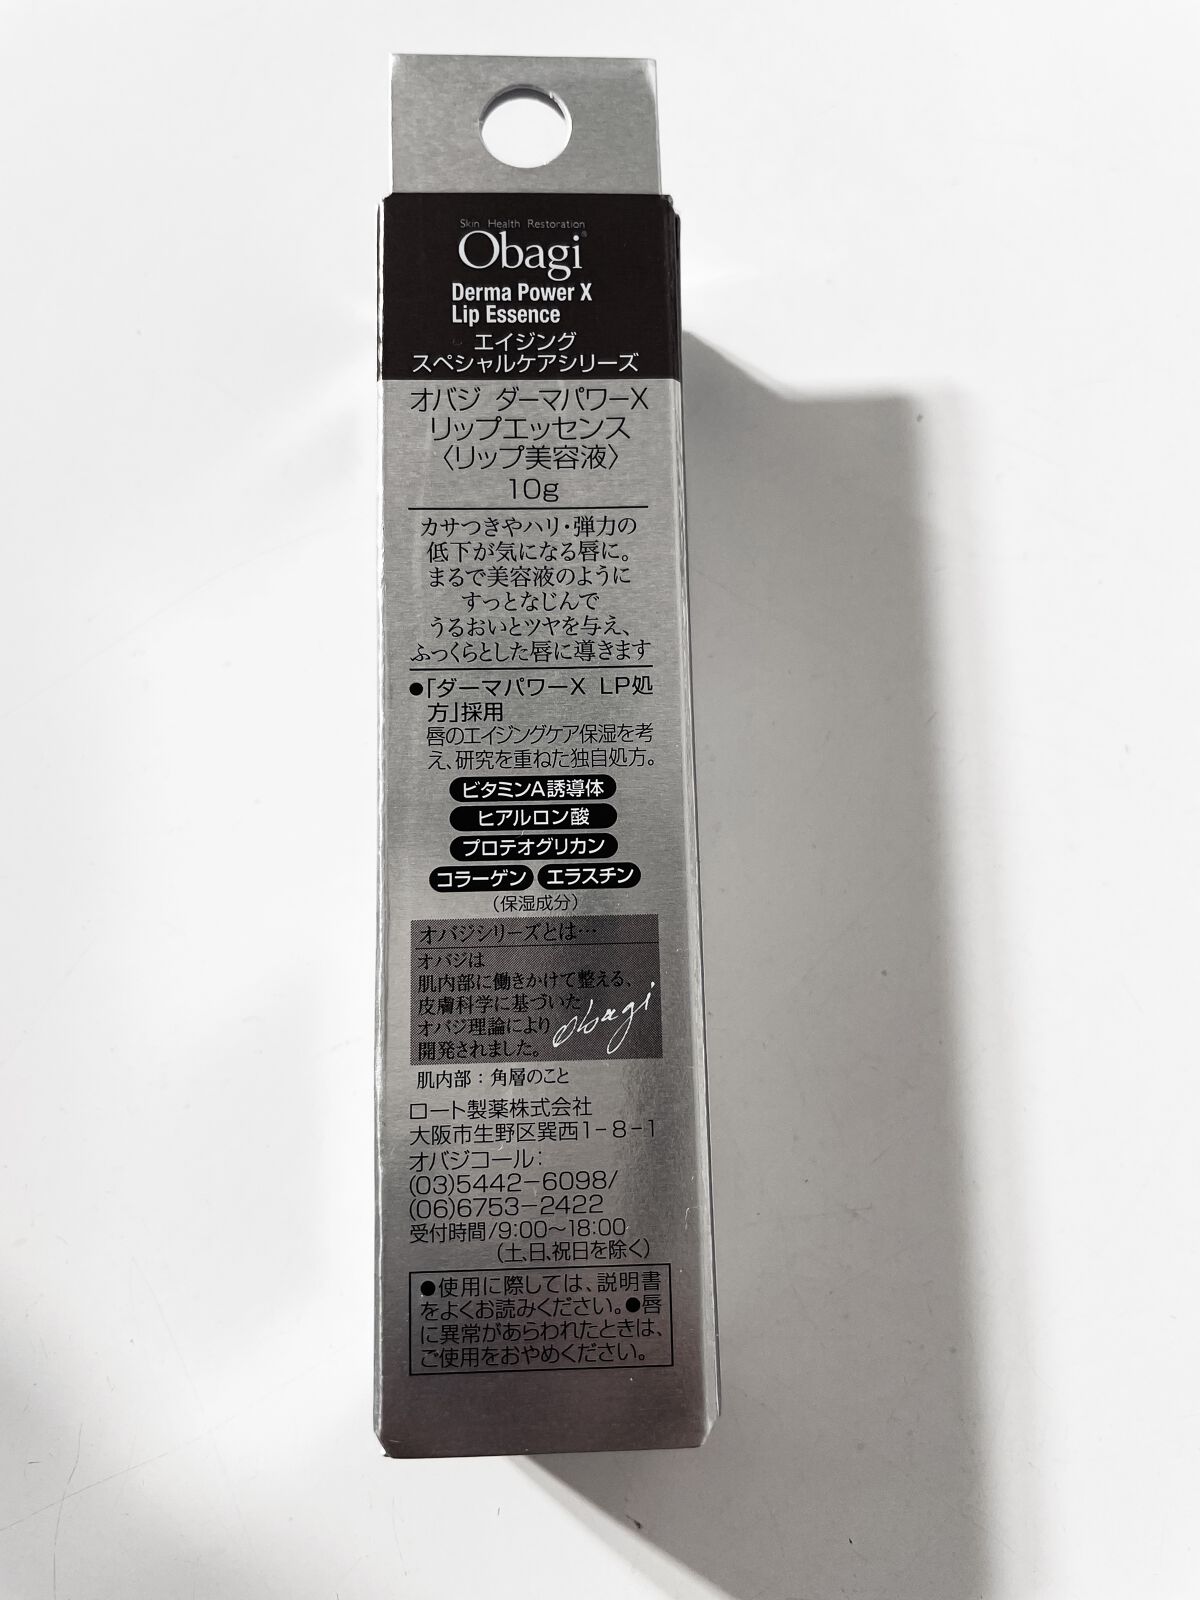 Skin Health Restoration
Obagi®
Derma Power X
Lip Essence
エイジング
スペシャルケアシリーズ
オバジ ダーマパワーX
リップエッセンス
〈リップ美容液〉
10g
カサつきやハリ・弾力の
低下が気になる唇に。
まるで美容液のように
すっとなじんで
うるおいとツヤを与え、
ふっくらとした唇に導きます
●「ダーマパワーX LP処
方」採用
唇のエイジングケア保湿を考
え、研究を重ねた独自処方。
ビタミンA誘導体
ヒアルロン酸
プロテオグリカン
コラーゲン エラスチン
(保湿成分)
オバジシリーズとは…
オバジは
肌内部に働きかけて整える、
皮膚科学に基づいた
オバジ理論により
開発されました。
Obagi
肌内部：角層のこと
ロート製薬株式会社
大阪市生野区巽西1-8-1
オバジコール：
(03)5442-6098/
(06)6753-2422
受付時間/9:00～18:00
(土、日、祝日を除く)
●使用に際しては、説明書
をよくお読みください。●唇
に異常があらわれたときは、
ご使用をおやめください。